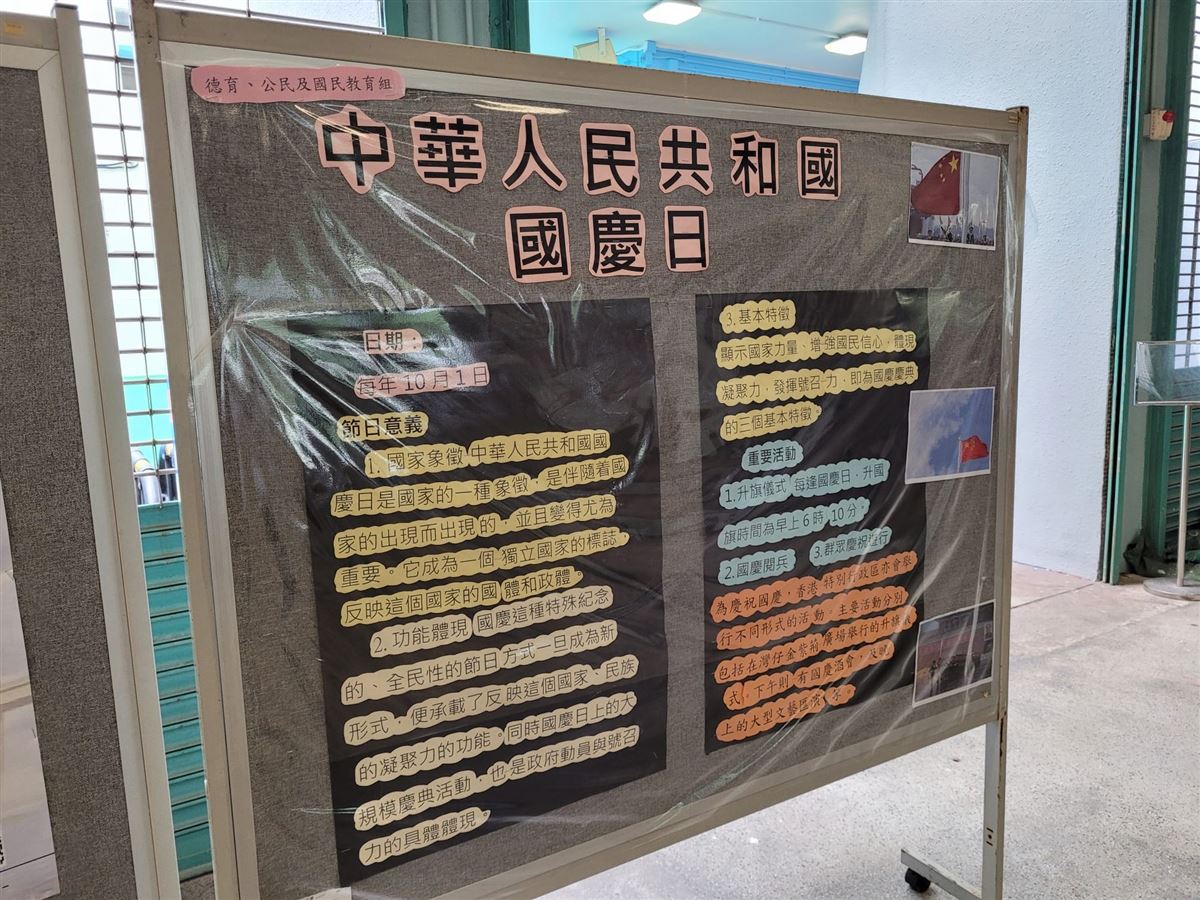 德育、公民及國民教育組
中華人民共和國
國慶日
日期：
每年 10 月 1 日
節日意義
1. 國家象徵 中華人民共和國國
慶日是國家的一種象徵，是伴隨着國
家的出現而出現的，並且變得尤為
重要。它成為一個 獨立國家的標誌，
反映這個國家的國 體和政體。
2. 功能體現 國慶這種特殊紀念
的、全民性的節日方式一旦成為新
形式，便承載了反映這個國家、民族
的凝聚力的功能。同時國慶日上的大
規模慶典活動，也是政府動員與號召
力的具體體現。
3. 基本特徵
顯示國家力量、增 強國民信心，體現
凝聚力，發揮號召 力，即為國慶慶典
的三個基本特徵。
重要活動
1.升旗儀式 每逢國慶日，升國
旗時間為早上 6 時 10 分。
2.國慶閱兵 3.群眾慶祝遊行
為慶祝國慶，香港 特別行政區亦會舉
行不同形式的活 動，主要活動分別
包括在灣仔金紫荊 廣場舉行的升旗儀
式。下午則 有國慶酒會，及晚
上的大型文藝匯演 等。